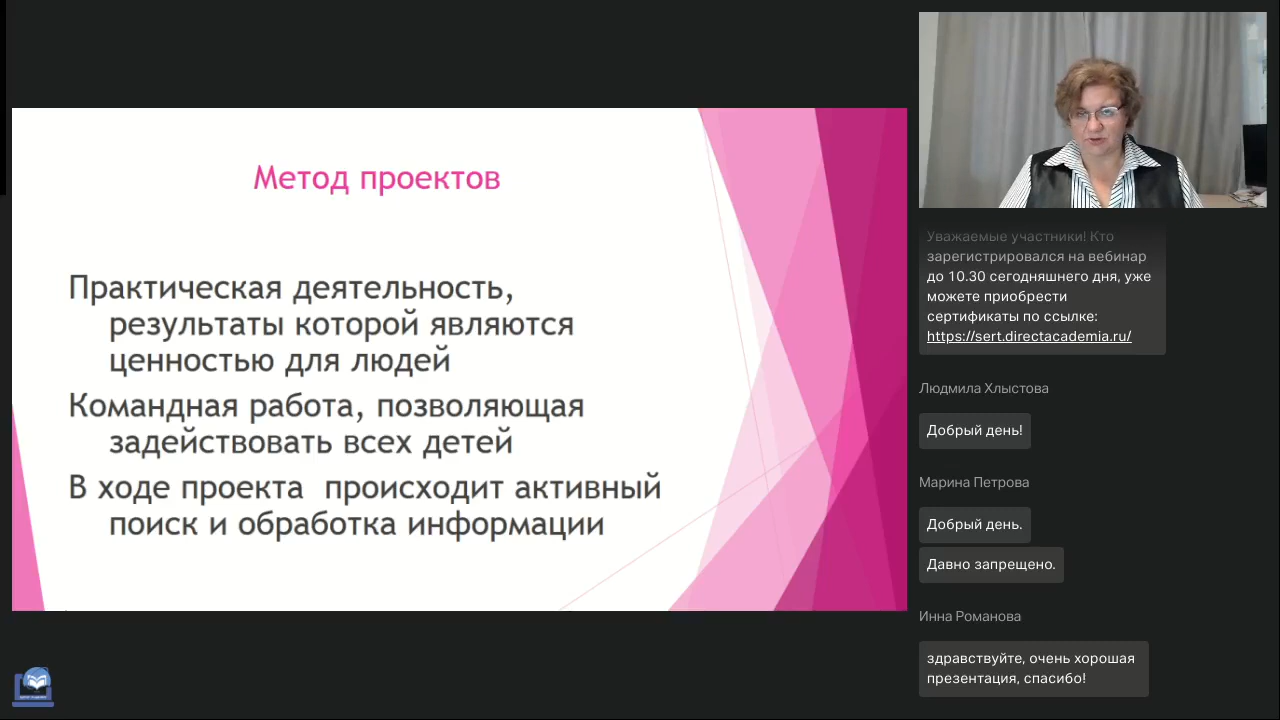 Метод проектов
Практическая деятельность,
результаты которой являются
ценностью для людей
Командная работа, позволяющая
задействовать всех детей
В ходе проекта  происходит активный
поиск и обработка информации
Уважаемые участники! Кто
зарегистрировался на вебинар
до 10.30 сегодняшнего дня, уже
можете приобрести
сертификаты по ссылке:
https://sert.directacademia.ru/
Людмила Хлыстова
Добрый день!
Марина Петрова
Добрый день.
Давно запрещено.
Инна Романова
здравствуйте, очень хорошая
презентация, спасибо!